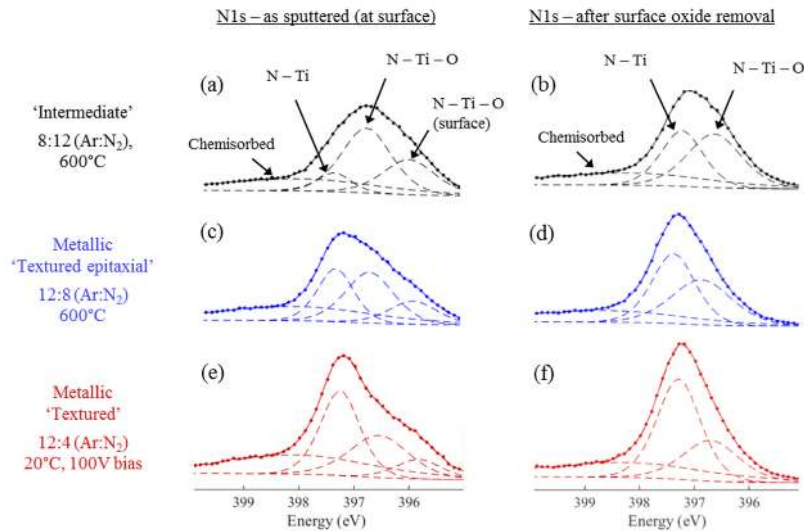 N1s – as sputtered (at surface)
N1s – after surface oxide removal
(a)
N – Ti
N – Ti – O
N – Ti – O
(surface)
Chemisorbed
(b)
N – Ti
N – Ti – O
Chemisorbed
'Intermediate'
8:12 (Ar:N₂),
600°C
(c)
(d)
Metallic
'Textured epitaxial'
12:8 (Ar:N₂)
600°C
(e)
(f)
Metallic
'Textured'
12:4 (Ar:N₂)
20°C, 100V bias
399 398 397 396
Energy (eV)
399 398 397 396
Energy (eV)